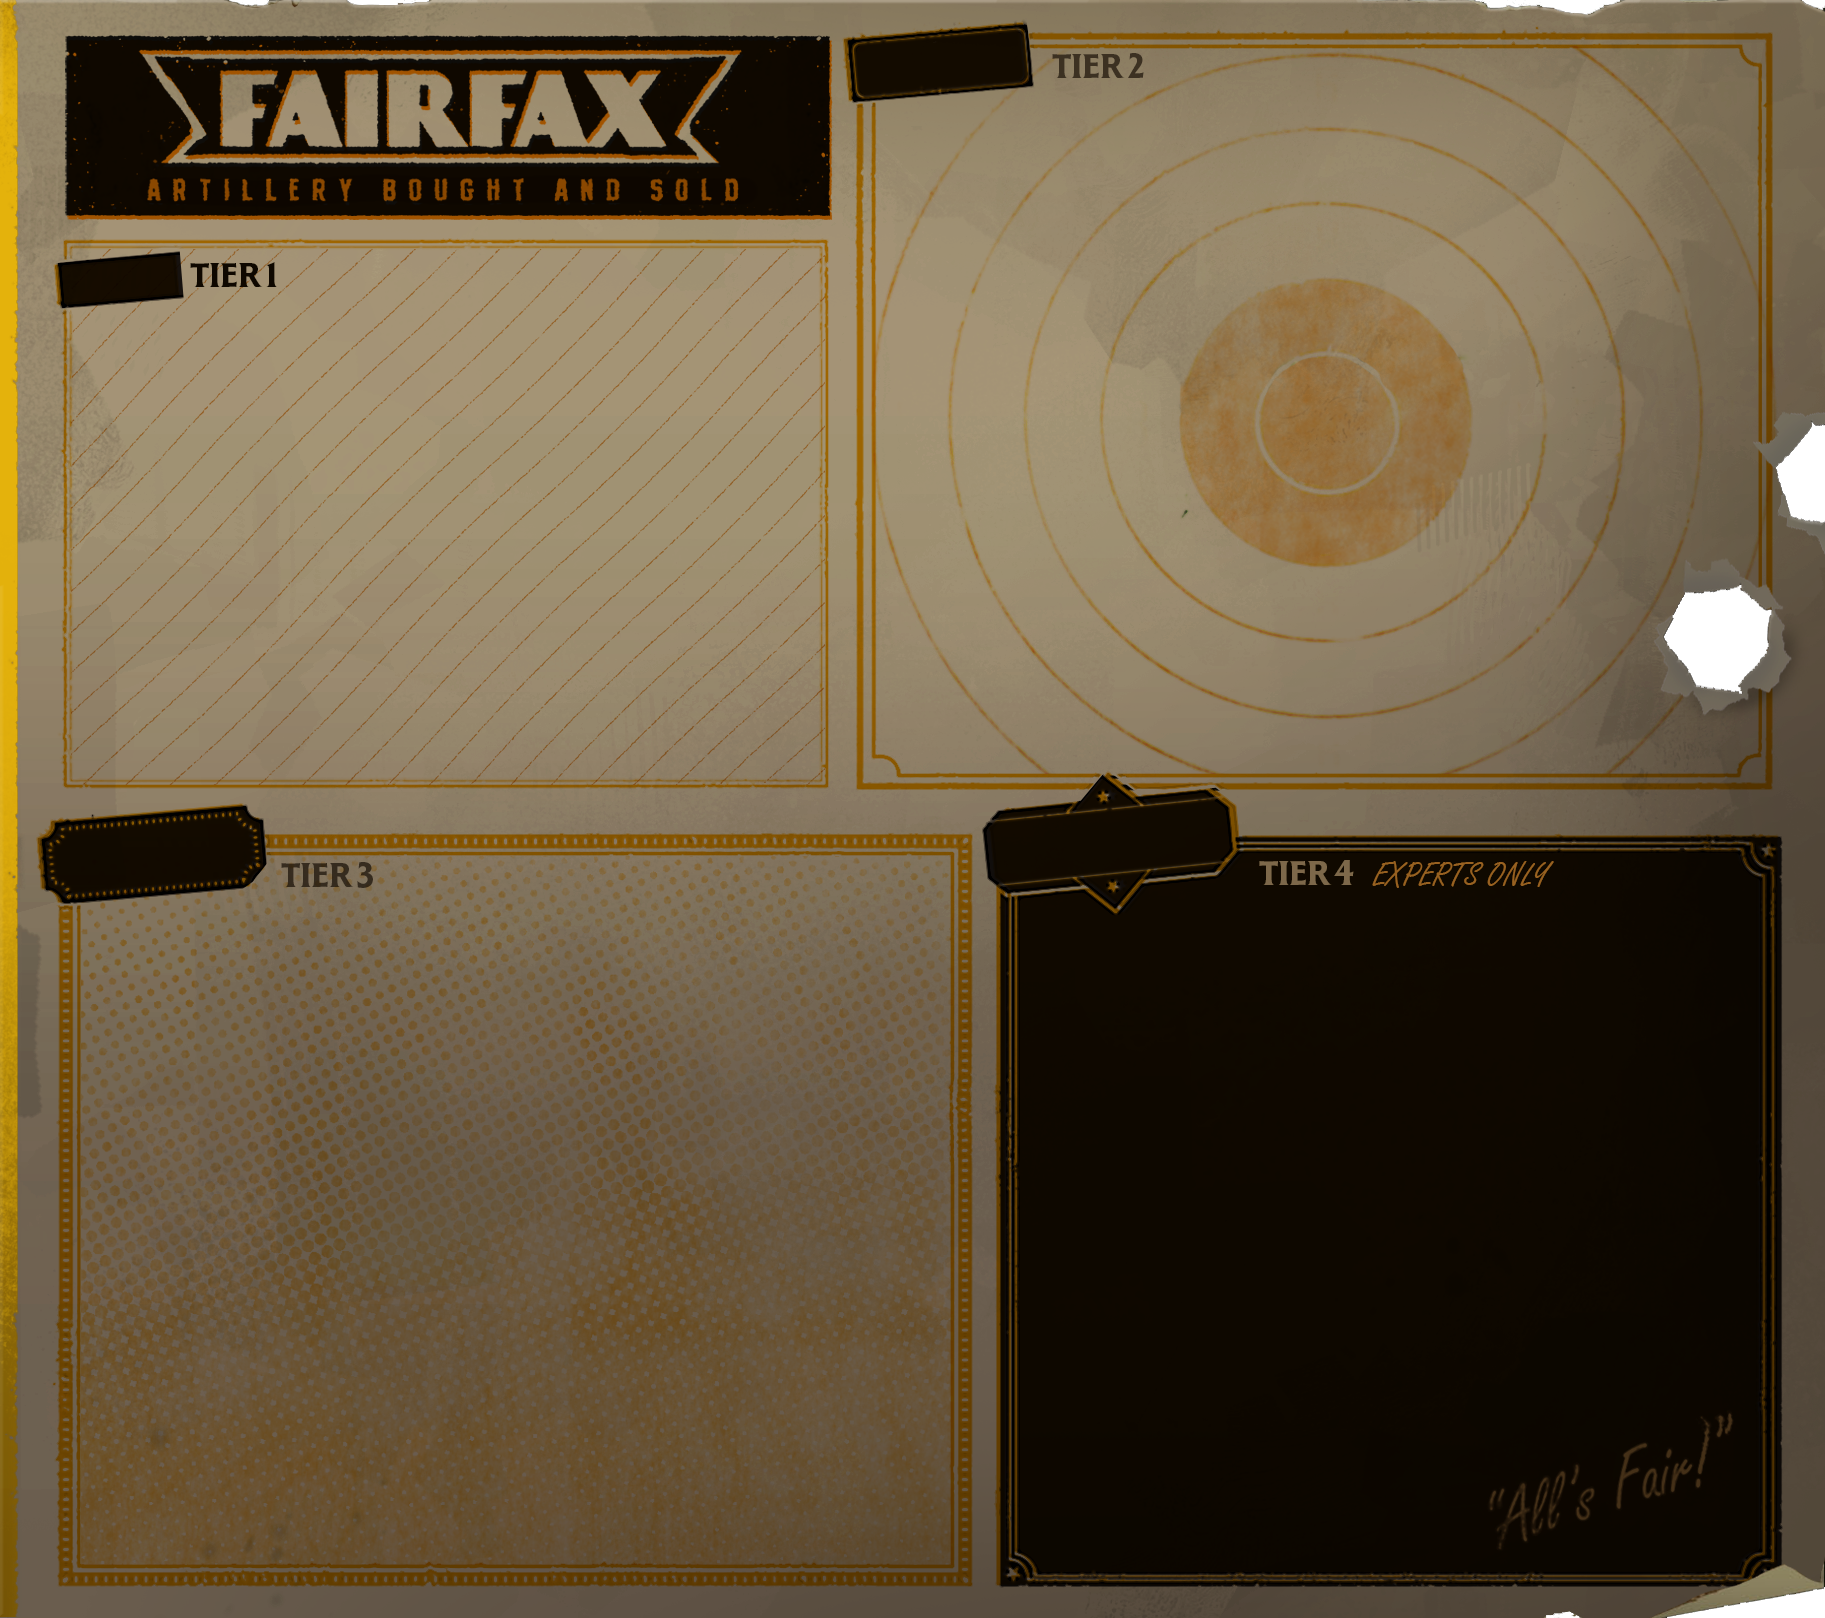 FAIRFAX
ARTILLERY BOUGHT AND SOLD
TIER 1
TIER 2
TIER 3
TIER 4 EXPERTS ONLY
"All's Fair!"